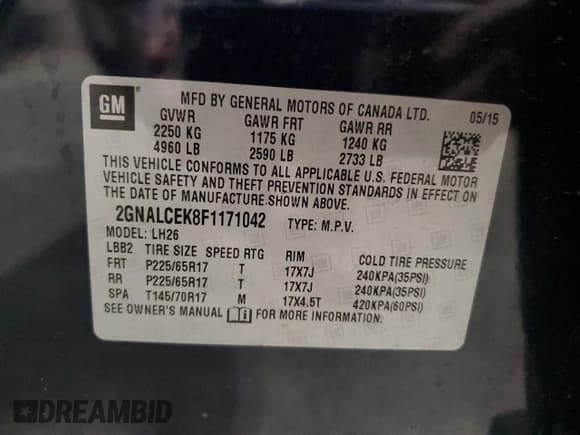 GM
MFD BY GENERAL MOTORS OF CANADA LTD. 05/15
GVWR GAWR FRT GAWR RR
2250 KG 1175 KG 1240 KG
4960 LB 2590 LB 2733 LB
THIS VEHICLE CONFORMS TO ALL APPLICABLE U.S. FEDERAL MOTOR
VEHICLE SAFETY AND THEFT PREVENTION STANDARDS IN EFFECT
ON THE DATE OF MANUFACTURE SHOWN ABOVE.
2GNALCEK8F1171042 TYPE: M.P.V.
MODEL: LH26
LBB2 TIRE SIZE SPEED RTG RIM COLD TIRE PRESSURE
FRT P225/65R17 T 17X7J 240KPA(35PSI)
RR P225/65R17 T 17X7J 240KPA(35PSI)
SPA T145/70R17 M 17X4.5T 420KPA(60PSI)
SEE OWNER'S MANUAL FOR MORE INFORMATION.
DREAMBID